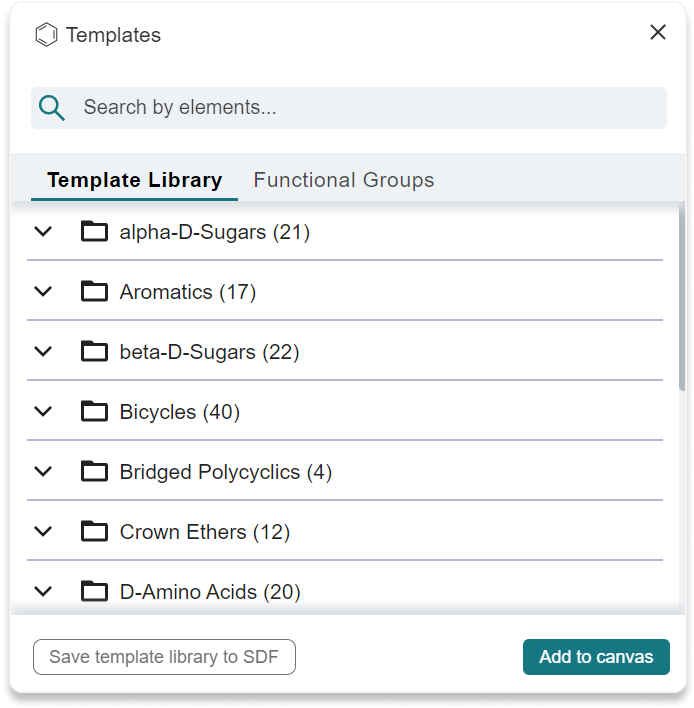 Templates
Search by elements...
Template Library Functional Groups
alpha-D-Sugars (21)
Aromatics (17)
beta-D-Sugars (22)
Bicycles (40)
Bridged Polycyclics (4)
Crown Ethers (12)
D-Amino Acids (20)
Save template library to SDF Add to canvas